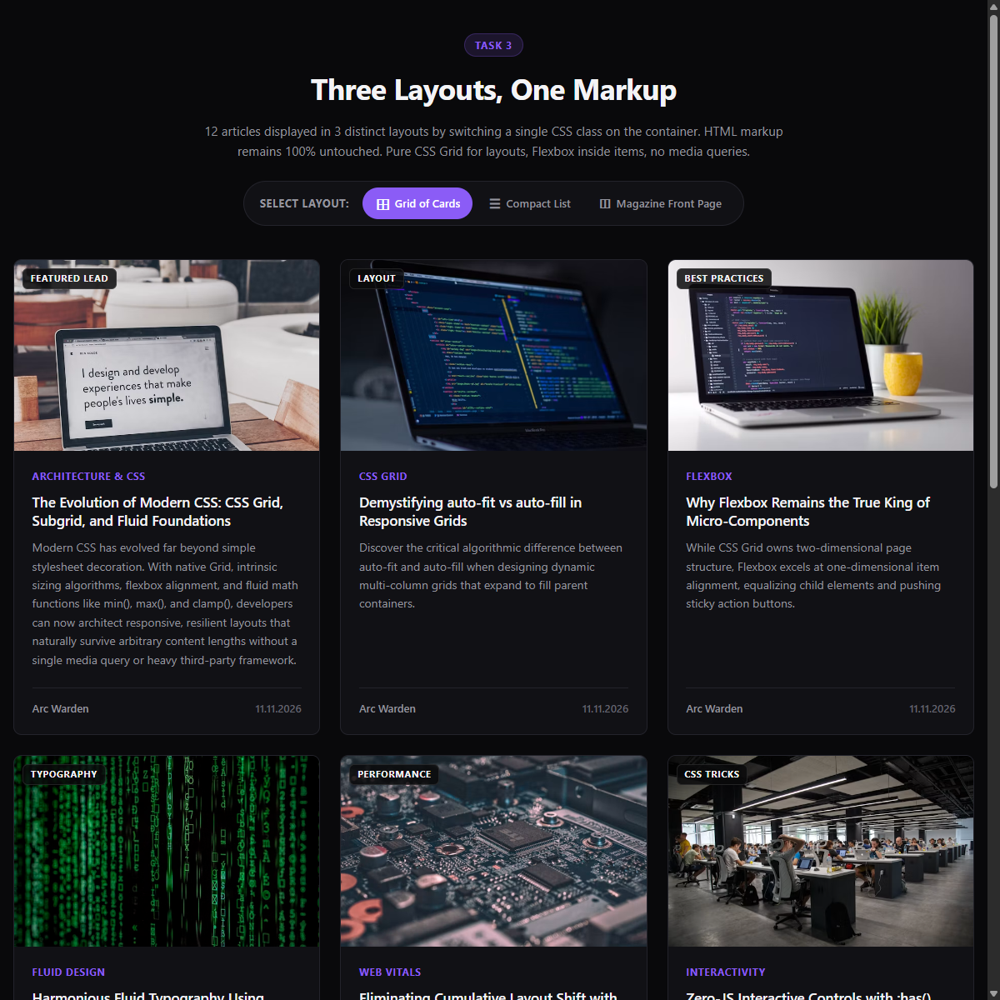 TASK 3
Three Layouts, One Markup
12 articles displayed in 3 distinct layouts by switching a single CSS class on the container. HTML markup
remains 100% untouched. Pure CSS Grid for layouts, Flexbox inside items, no media queries.
SELECT LAYOUT: Grid of Cards Compact List Magazine Front Page
FEATURED LEAD
I design and develop
experiences that make
people's lives simple.
ARCHITECTURE & CSS
The Evolution of Modern CSS: CSS Grid,
Subgrid, and Fluid Foundations
Modern CSS has evolved far beyond simple
stylesheet decoration. With native Grid, intrinsic
sizing algorithms, flexbox alignment, and fluid math
functions like min(), max(), and clamp(), developers
can now architect responsive, resilient layouts that
naturally survive arbitrary content lengths without a
single media query or heavy third-party framework.
Arc Warden 11.11.2026
LAYOUT
CSS GRID
Demystifying auto-fit vs auto-fill in
Responsive Grids
Discover the critical algorithmic difference between
auto-fit and auto-fill when designing dynamic
multi-column grids that expand to fill parent
containers.
Arc Warden 11.11.2026
BEST PRACTICES
FLEXBOX
Why Flexbox Remains the True King of
Micro-Components
While CSS Grid owns two-dimensional page
structure, Flexbox excels at one-dimensional item
alignment, equalizing child elements and pushing
sticky action buttons.
Arc Warden 11.11.2026
TYPOGRAPHY
FLUID DESIGN
Harmonious Fluid Typography Using
PERFORMANCE
WEB VITALS
Eliminating Cumulative Layout Shift with
CSS TRICKS
INTERACTIVITY
Zero-JS Interactive Controls with :has()